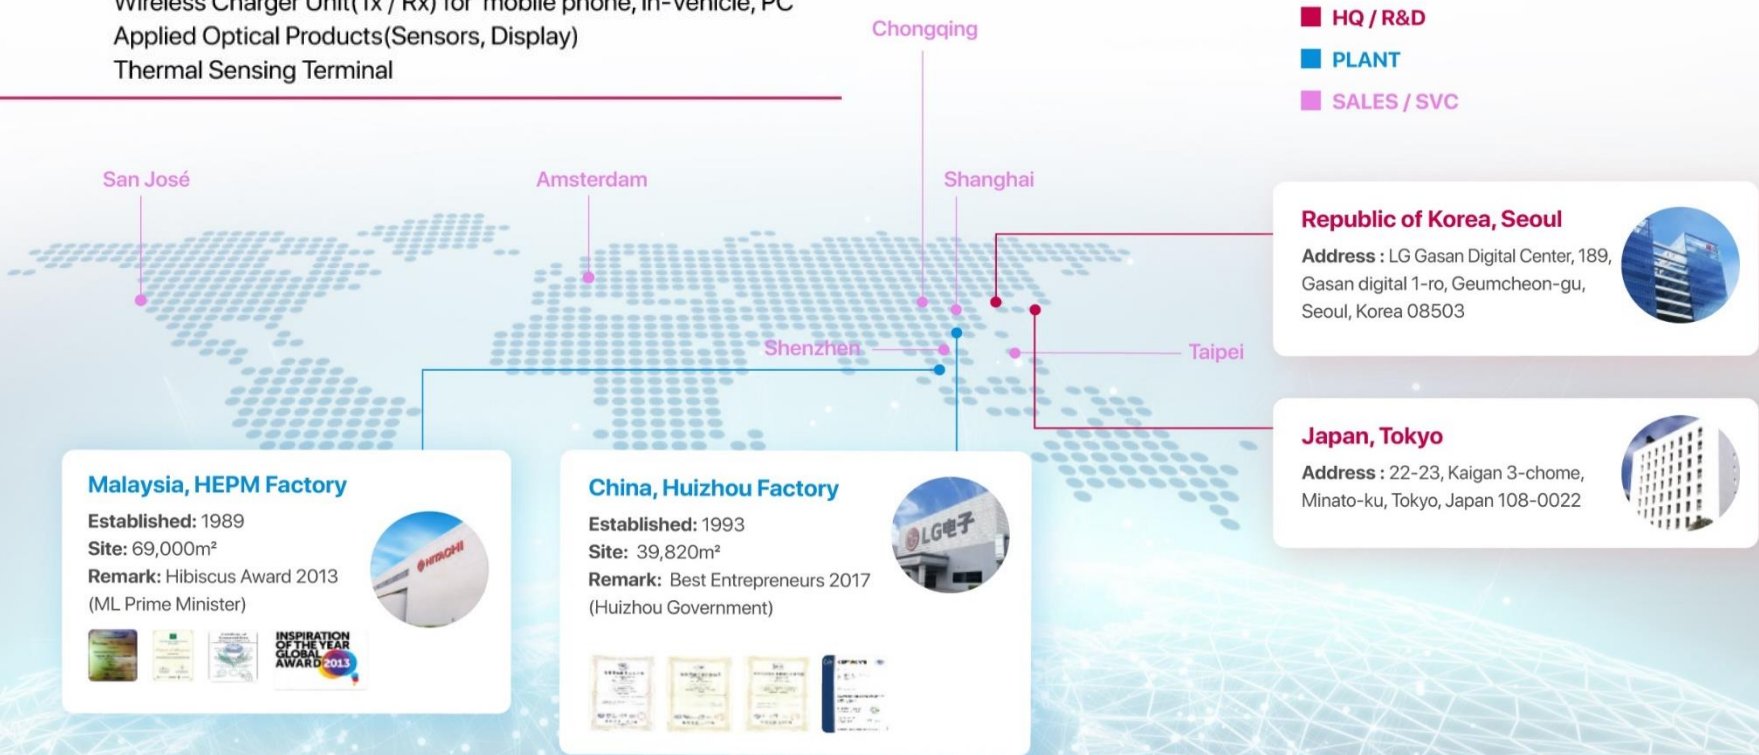 Wireless Charger Unit(Tx / Rx) for mobile phone, in-vehicle, PC
Applied Optical Products(Sensors, Display)
Thermal Sensing Terminal
HQ / R&D
PLANT
SALES / SVC
Chongqing
San José
Amsterdam
Shanghai
Shenzhen
Taipei
Republic of Korea, Seoul
Address : LG Gasan Digital Center, 189,
Gasan digital 1-ro, Geumcheon-gu,
Seoul, Korea 08503
Japan, Tokyo
Address : 22-23, Kaigan 3-chome,
Minato-ku, Tokyo, Japan 108-0022
Malaysia, HEPM Factory
Established: 1989
Site: 69,000m²
Remark: Hibiscus Award 2013
(ML Prime Minister)
HITACHI
INSPIRATION
OF THE YEAR
GLOBAL
AWARD 2013
China, Huizhou Factory
Established: 1993
Site: 39,820m²
Remark: Best Entrepreneurs 2017
(Huizhou Government)
LG电子